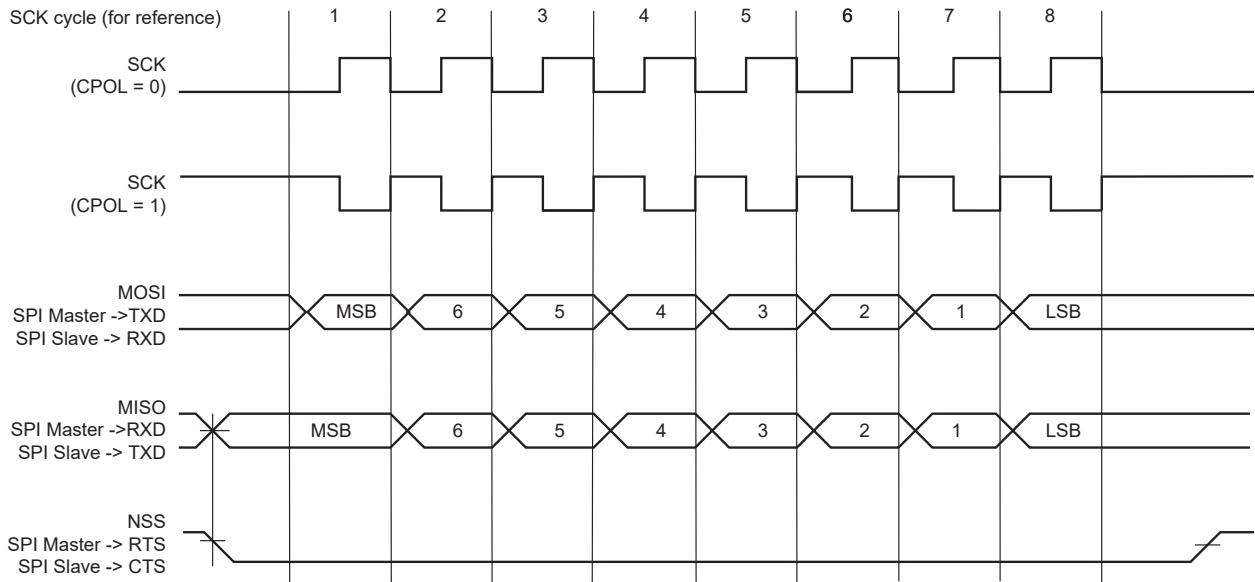 SCK cycle (for reference)
1 2 3 4 5 6 7 8
SCK
(CPOL = 0)
SCK
(CPOL = 1)
MOSI
SPI Master ->TXD
SPI Slave -> RXD
MSB 6 5 4 3 2 1 LSB
MISO
SPI Master ->RXD
SPI Slave -> TXD
MSB 6 5 4 3 2 1 LSB
NSS
SPI Master -> RTS
SPI Slave -> CTS